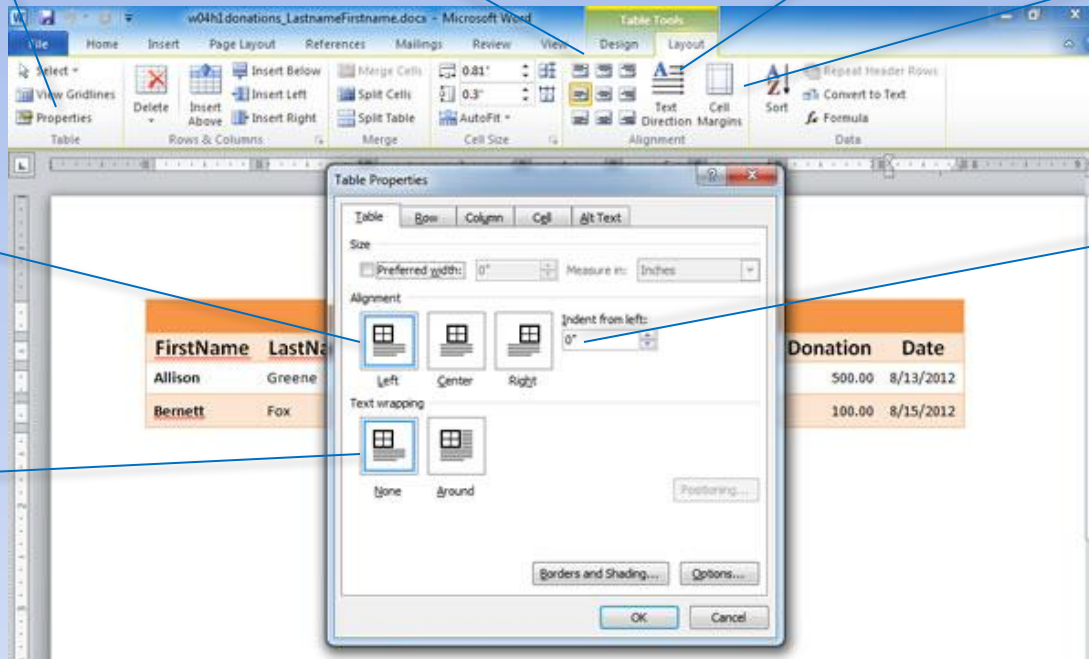 w04h1donations_LastnameFirstname.docx - Microsoft Word
Table Tools
File Home Insert Page Layout References Mailings Review View Design Layout
Select
View Gridlines
Properties
Table
Delete
Insert Above
Insert Below
Insert Left
Insert Right
Rows & Columns
Merge Cells
Split Cells
Split Table
Merge
0.81"
0.3"
AutoFit
Cell Size
Text Direction
Cell Margins
Alignment
Sort
Repeat Header Rows
Convert to Text
Formula
Data
Table Properties
Table Row Column Cell Alt Text
Size
Preferred width: 0" Measure in: Inches
Alignment
Indent from left:
0"
Left Center Right
Text wrapping
None Around
Positioning...
Borders and Shading... Options...
OK Cancel
FirstName Donation Date
Allison Greene 500.00 8/13/2012
Bernett Fox 100.00 8/15/2012